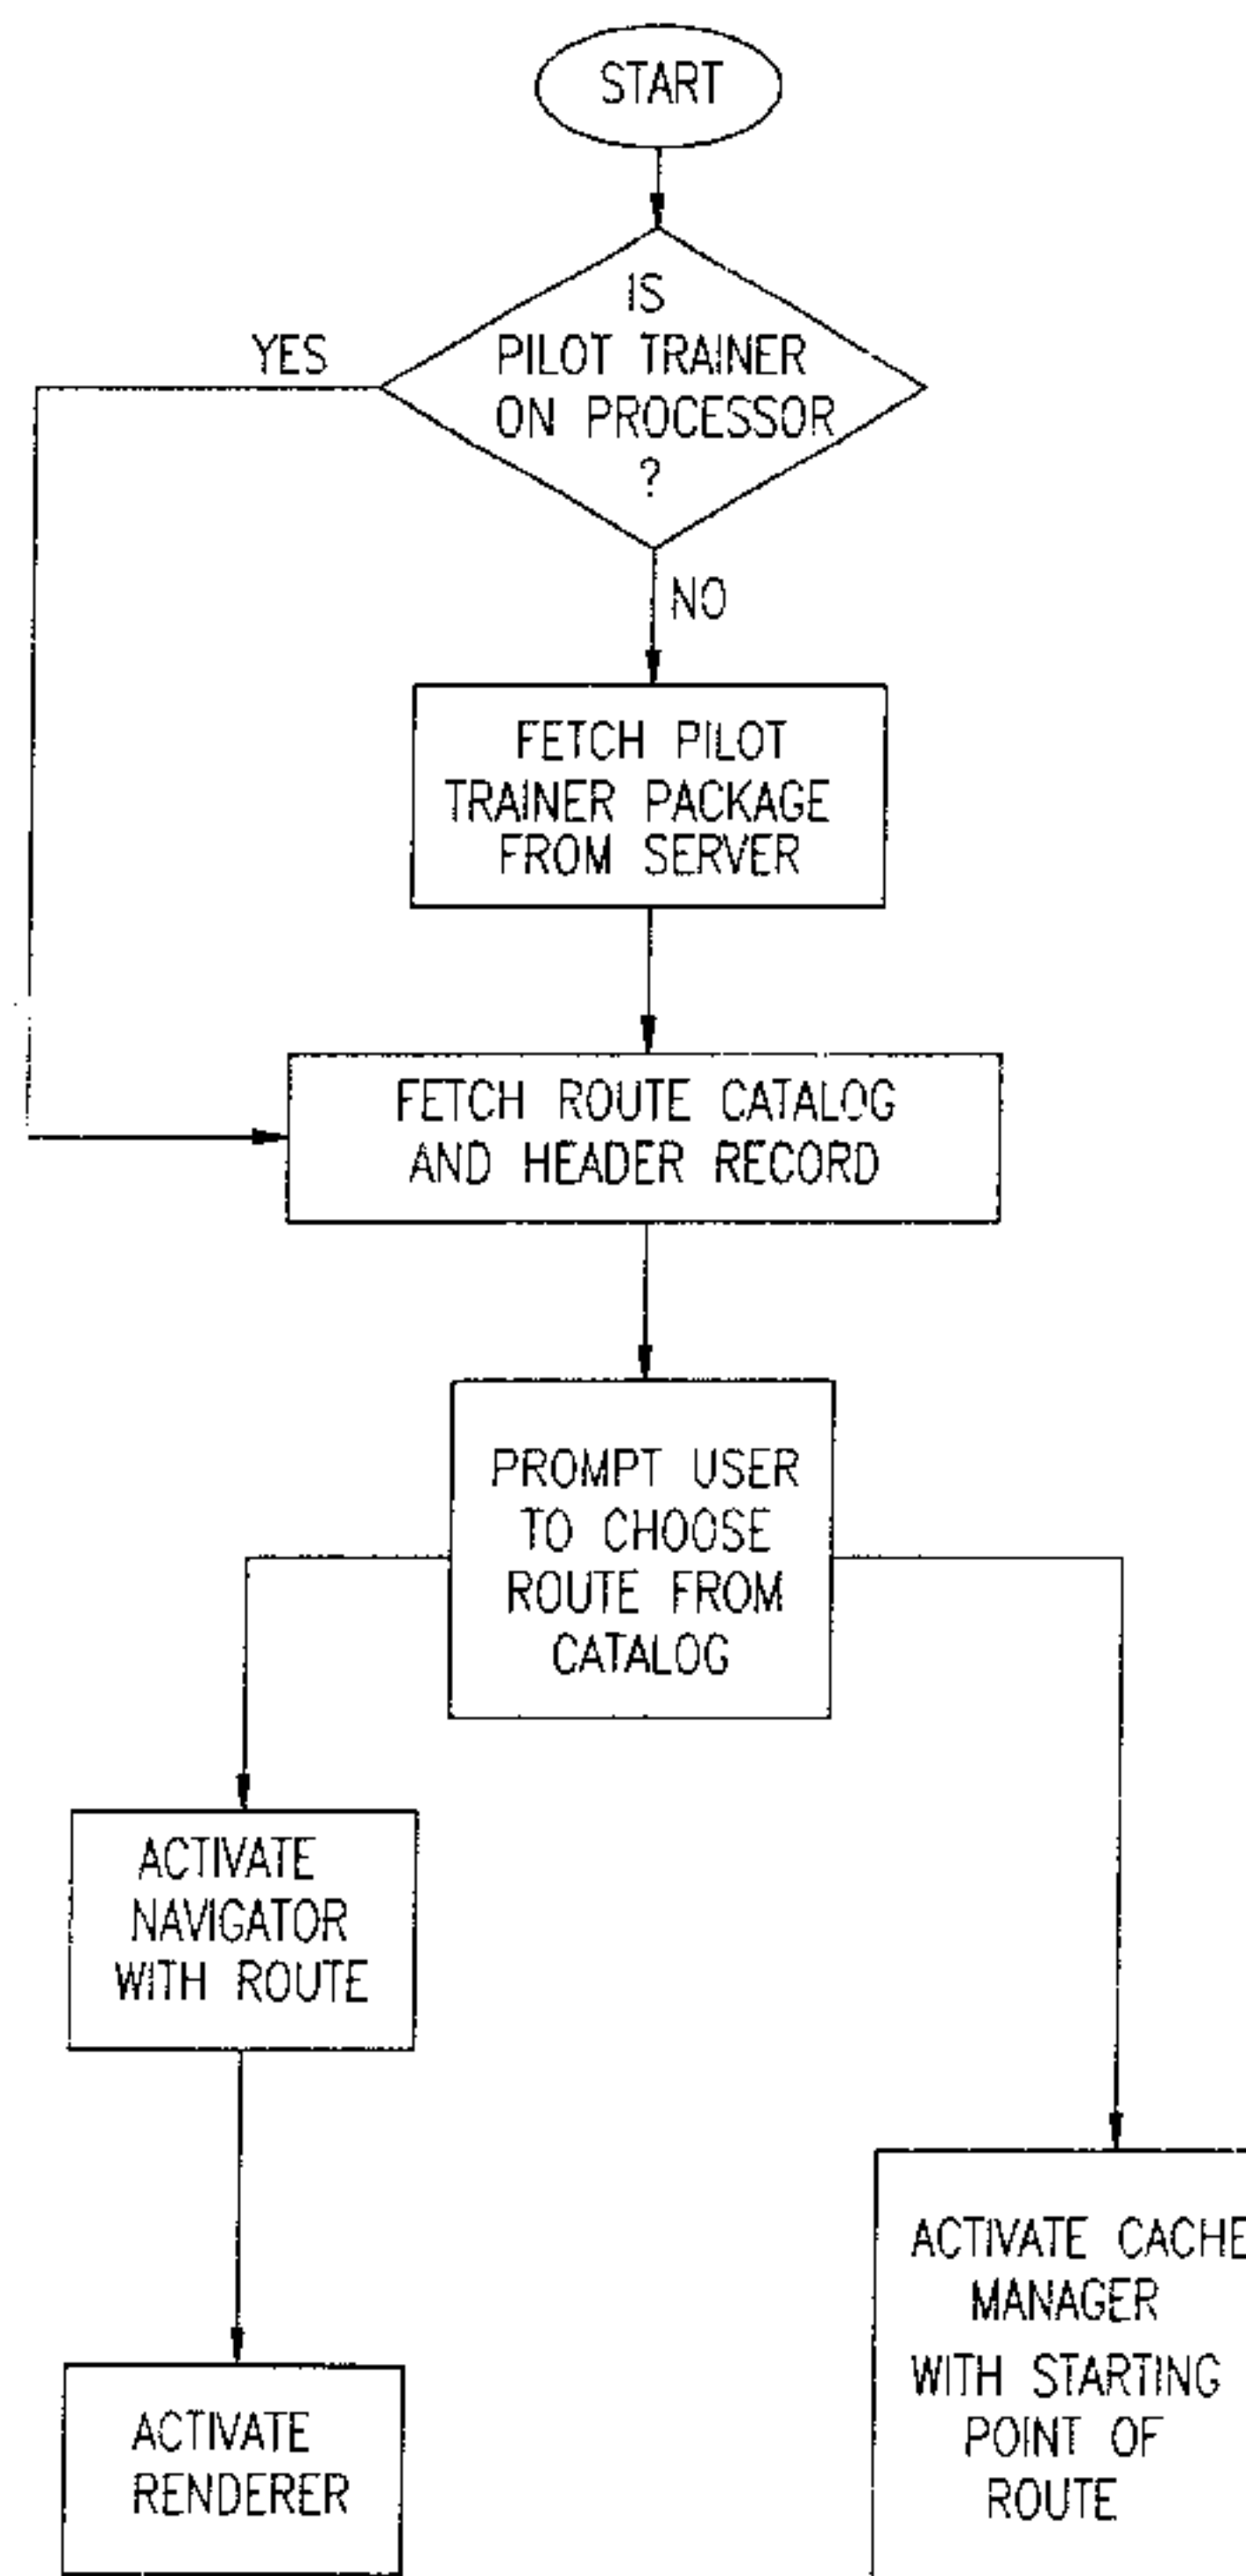 START
IS
PILOT TRAINER
ON PROCESSOR
?
YES
NO
FETCH PILOT
TRAINER PACKAGE
FROM SERVER
FETCH ROUTE CATALOG
AND HEADER RECORD
PROMPT USER
TO CHOOSE
ROUTE FROM
CATALOG
ACTIVATE
NAVIGATOR
WITH ROUTE
ACTIVATE
RENDERER
ACTIVATE CACHE
MANAGER
WITH STARTING
POINT OF
ROUTE